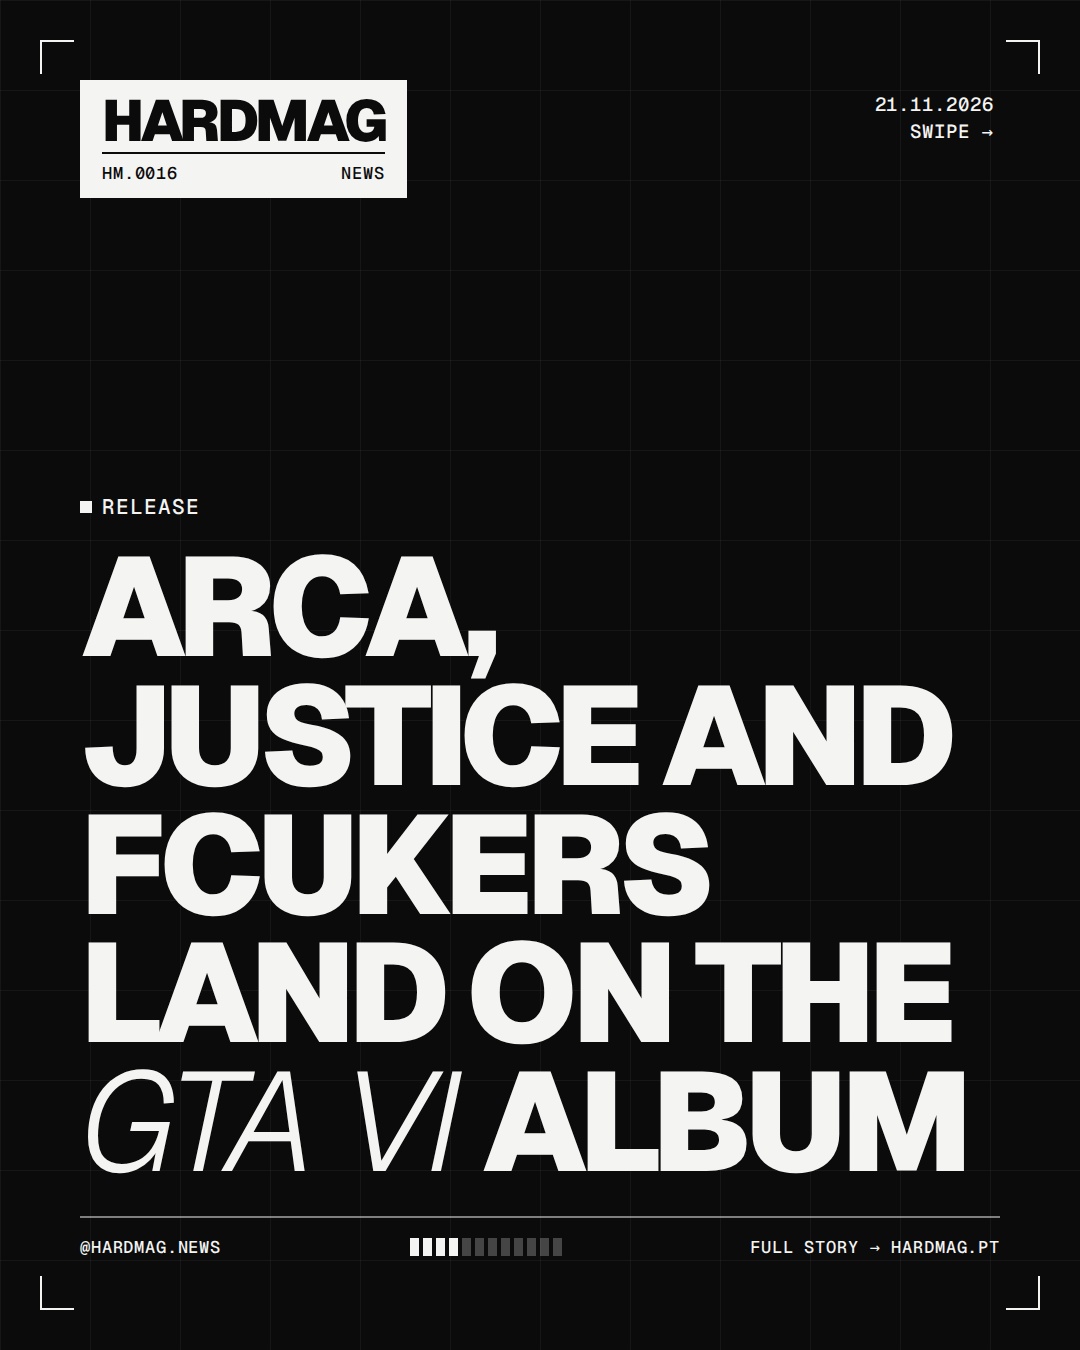 HARDMAG
HM.0016 NEWS
21.11.2026
SWIPE →
RELEASE
ARCA,
JUSTICE AND
FCUKERS
LAND ON THE
GTA VI ALBUM
@HARDMAG.NEWS
FULL STORY → HARDMAG.PT